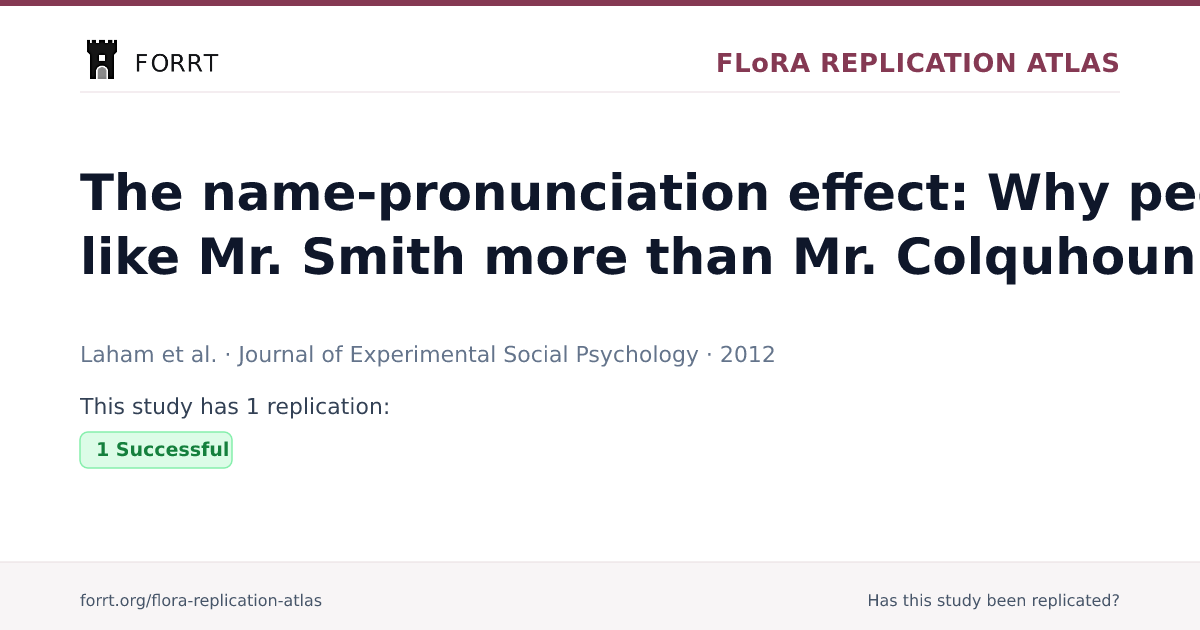 FORRT
FLoRA REPLICATION ATLAS
The name-pronunciation effect: Why
like Mr. Smith more than Mr. Colquhoun
Laham et al. · Journal of Experimental Social Psychology · 2012
This study has 1 replication:
1 Successful
forrt.org/flora-replication-atlas
Has this study been replicated?